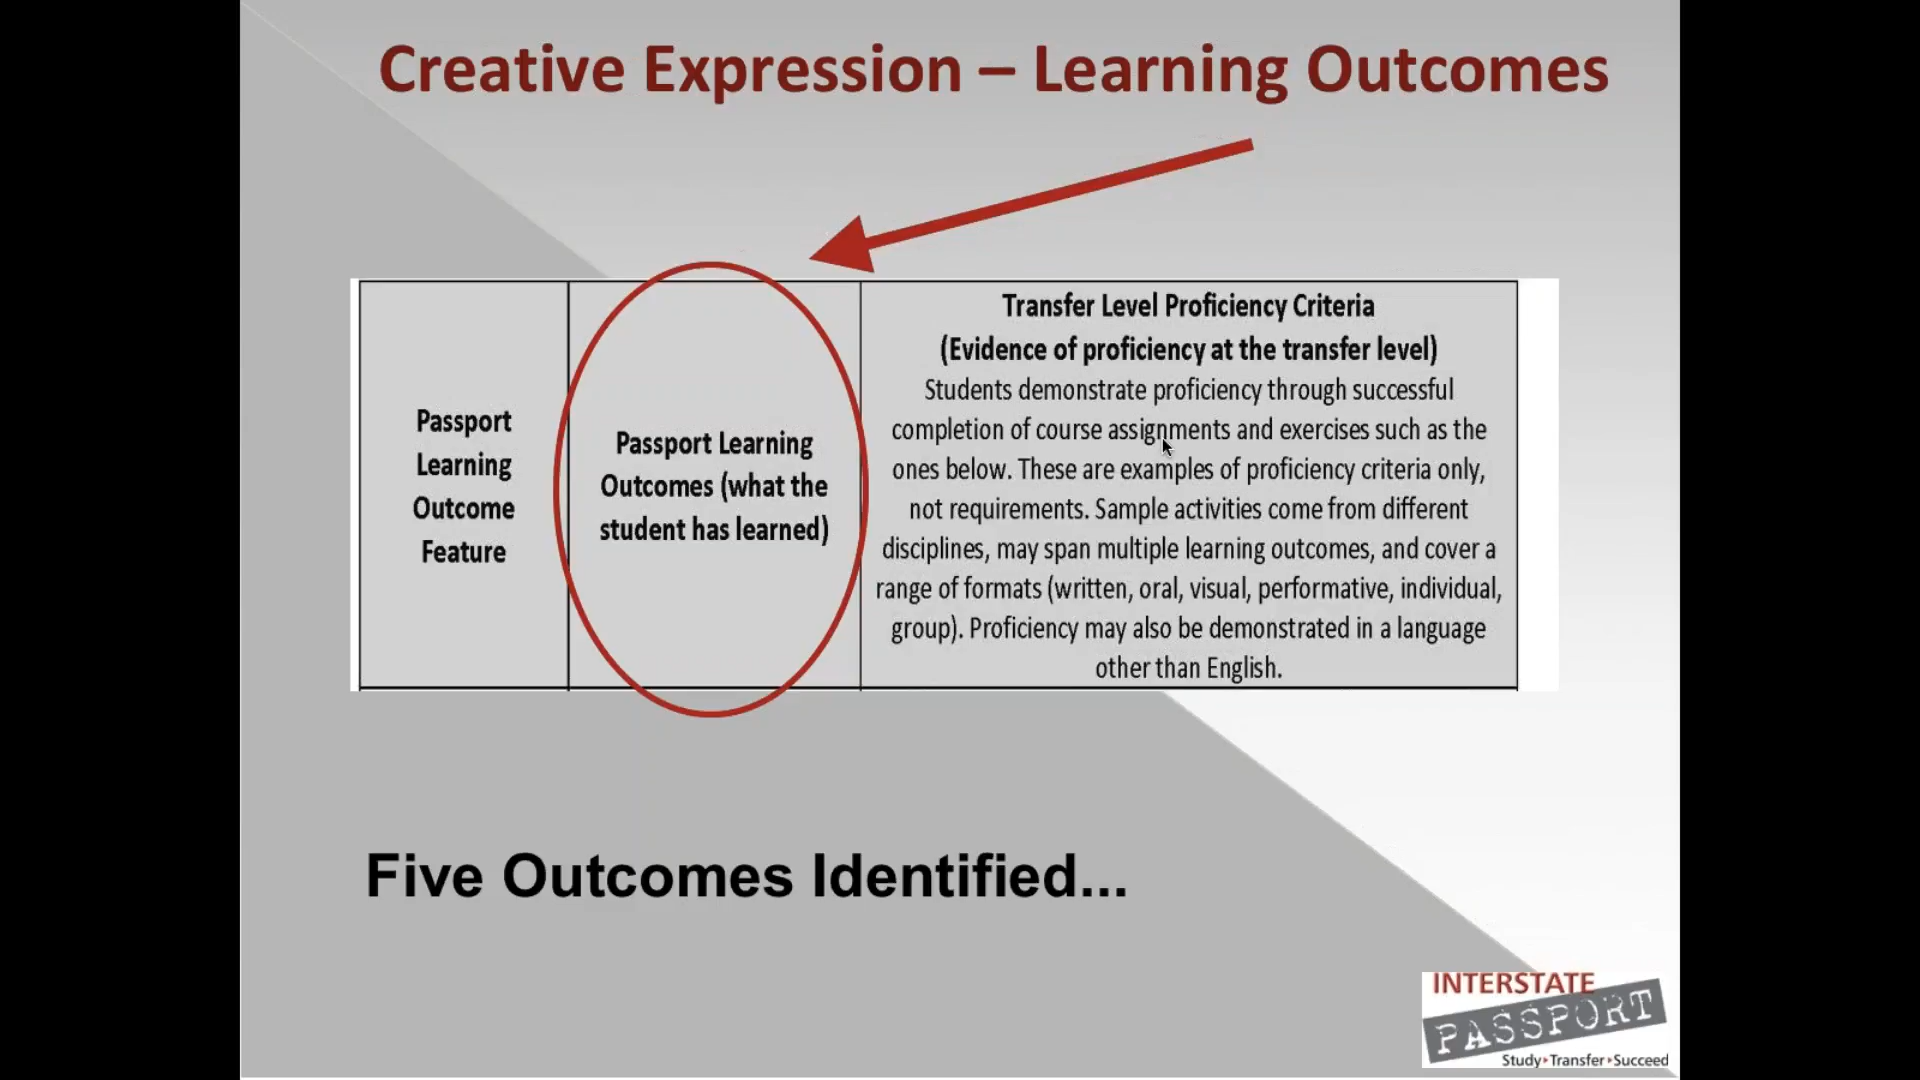 Creative Expression – Learning Outcomes
Passport
Learning
Outcome
Feature
Passport Learning
Outcomes (what the
student has learned)
Transfer Level Proficiency Criteria
(Evidence of proficiency at the transfer level)
Students demonstrate proficiency through successful
completion of course assignments and exercises such as the
ones below. These are examples of proficiency criteria only,
not requirements. Sample activities come from different
disciplines, may span multiple learning outcomes, and cover a
range of formats (written, oral, visual, performative, individual,
group). Proficiency may also be demonstrated in a language
other than English.
Five Outcomes Identified...
INTERSTATE
PASSPORT
Study‣Transfer‣Succeed